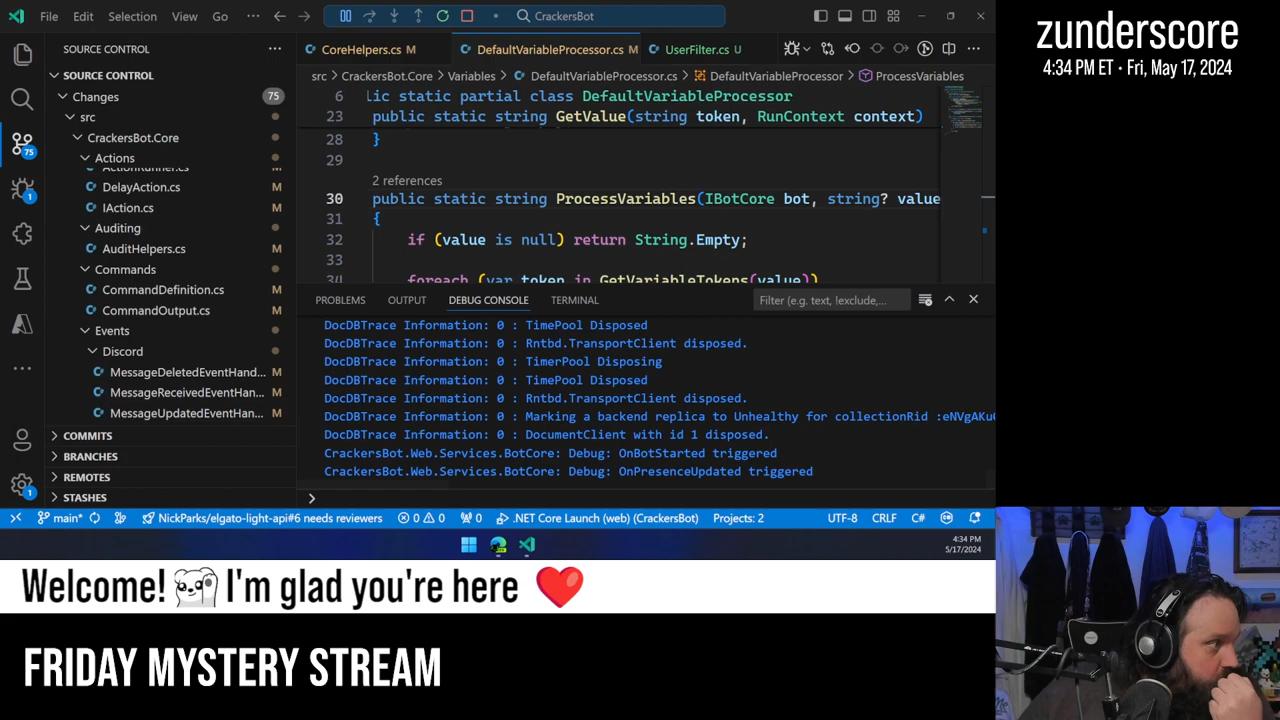 File Edit Selection View Go ··· CrackersBot
zunderscore
4:34 PM ET · Fri, May 17, 2024
SOURCE CONTROL ···
CoreHelpers.cs M
DefaultVariableProcessor.cs M
UserFilter.cs U
src > CrackersBot.Core > Variables > DefaultVariableProcessor.cs > DefaultVariableProcessor > ProcessVariables
SOURCE CONTROL
Changes 75
src
CrackersBot.Core
Actions
DelayAction.cs M
IAction.cs M
Auditing
AuditHelpers.cs M
Commands
CommandDefinition.cs M
CommandOutput.cs M
Events
Discord
MessageDeletedEventHand... M
MessageReceivedEventHan... M
MessageUpdatedEventHan... M
COMMITS
BRANCHES
REMOTES
STASHES
75
1
1
6 lic static partial class DefaultVariableProcessor
23 public static string GetValue(string token, RunContext context)
28 }
29
2 references
30 public static string ProcessVariables(IBotCore bot, string? value
31 {
32 if (value is null) return String.Empty;
33
34 foreach (var token in GetVariableTokens(value))
PROBLEMS OUTPUT DEBUG CONSOLE TERMINAL Filter (e.g. text, !exclude,...
DocDBTrace Information: 0 : TimePool Disposed
DocDBTrace Information: 0 : Rntbd.TransportClient disposed.
DocDBTrace Information: 0 : TimerPool Disposing
DocDBTrace Information: 0 : TimePool Disposed
DocDBTrace Information: 0 : Rntbd.TransportClient disposed.
DocDBTrace Information: 0 : Marking a backend replica to Unhealthy for collectionRid :eNVgAKu
DocDBTrace Information: 0 : DocumentClient with id 1 disposed.
CrackersBot.Web.Services.BotCore: Debug: OnBotStarted triggered
CrackersBot.Web.Services.BotCore: Debug: OnPresenceUpdated triggered
main* NickParks/elgato-light-api#6 needs reviewers 0 0 0 .NET Core Launch (web) (CrackersBot) Projects: 2 UTF-8 CRLF C#
4:34 PM
5/17/2024
Welcome! I'm glad you're here
FRIDAY MYSTERY STREAM